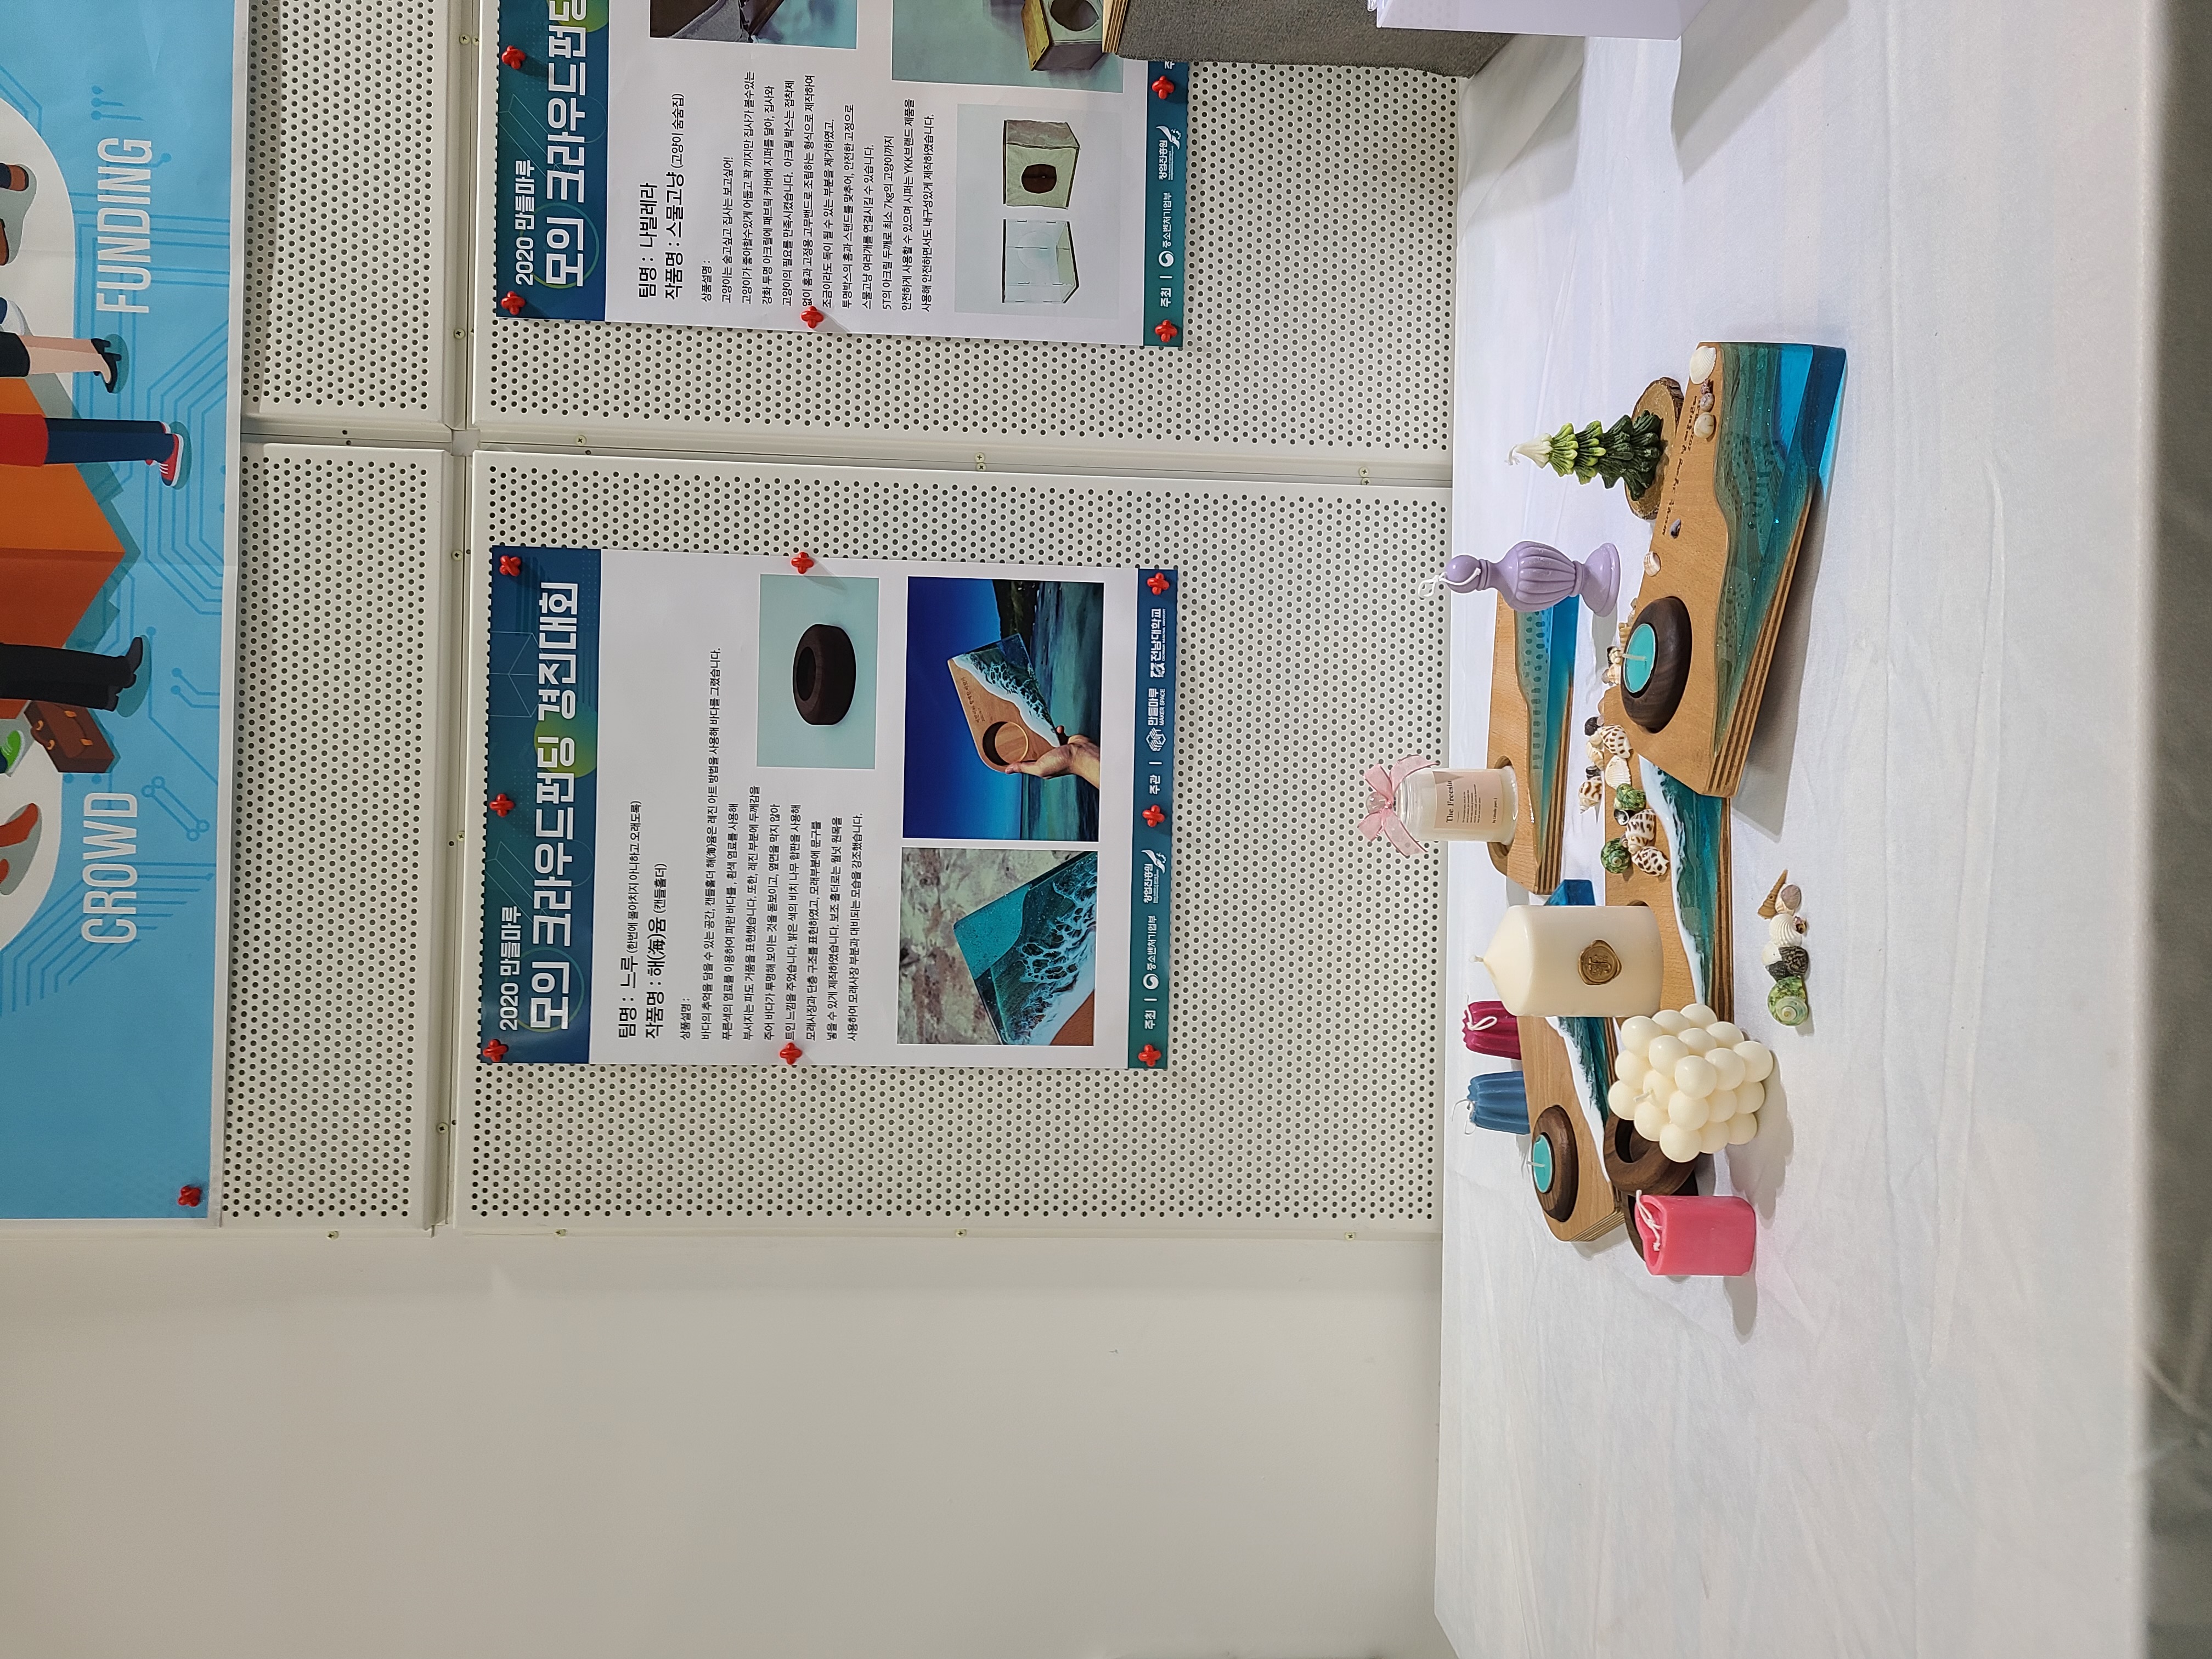 CROWD
FUNDING
2020 만들마루
모의 크라우드펀딩 경진대회
팀명 : 느루 (한번에 몰아치지 아니하고 오래도록)
작품명 : 해(海)윰 (캔들홀더)
상품설명 :
바다의 추억을 담을 수 있는 공간, 캔들홀더 해(海)윰은 레진 아트 방법을 사용해 바다를 그렸습니다.
푸른색의 염료를 이용하여 파란 바다를 , 흰색 염료를 사용해
부서지는 파도 거품을 표현했습니다. 또한, 레진 부분에 두께감을
주어 바다가 투명해 보이는 것을 돋보이고, 옆면을 막지 않아
트인 느낌을 주었습니다. 밝은 색의 비치 나무 합판을 사용해
모래사장과 단층 구조를 표현하였고, 모래부분에 문구를
넣을 수 있게 제작하였습니다. 보조 홀더로는 월넛 원목을
사용하여 모래사장 부분과 대비되는 모습을 강조했습니다.
주최 | 중소벤처기업부 창업진흥원 주관 | 만들마루 MAKER SPACE 전남대학교
2020 만들마루
모의 크라우드펀딩
팀명 : 나빌레라
작품명 : 스물고냥 (고양이 숨숨집)
상품설명 :
고양이는 숨고싶고 집사는 보고싶어!
고양이가 좋아할수있게 어둡고 꽉 끼지만 집사가 볼수있는
강화 투명 아크릴에 패브릭 커버에 지퍼를 달아, 집사와
고양이의 필요를 만족시켰습니다. 아크릴 박스는 접착제
없이 홈과 고정용 고무밴드로 조립하는 형식으로 제작하여
조금이라도 독이 될 수 있는 부분을 제거하였고,
투명박스의 홈과 스탠드를 맞추어, 안전한 고정으로
스물고냥 여러개를 연결시킬 수 있습니다.
5T의 아크릴 두께로 최소 7kg의 고양이까지
안전하게 사용할 수 있으며 시퍼는 YKK브랜드 제품을
사용해 안전하면서도 내구성있게 제작하였습니다.
주최 | 중소벤처기업부 창업진흥원
The Freesia